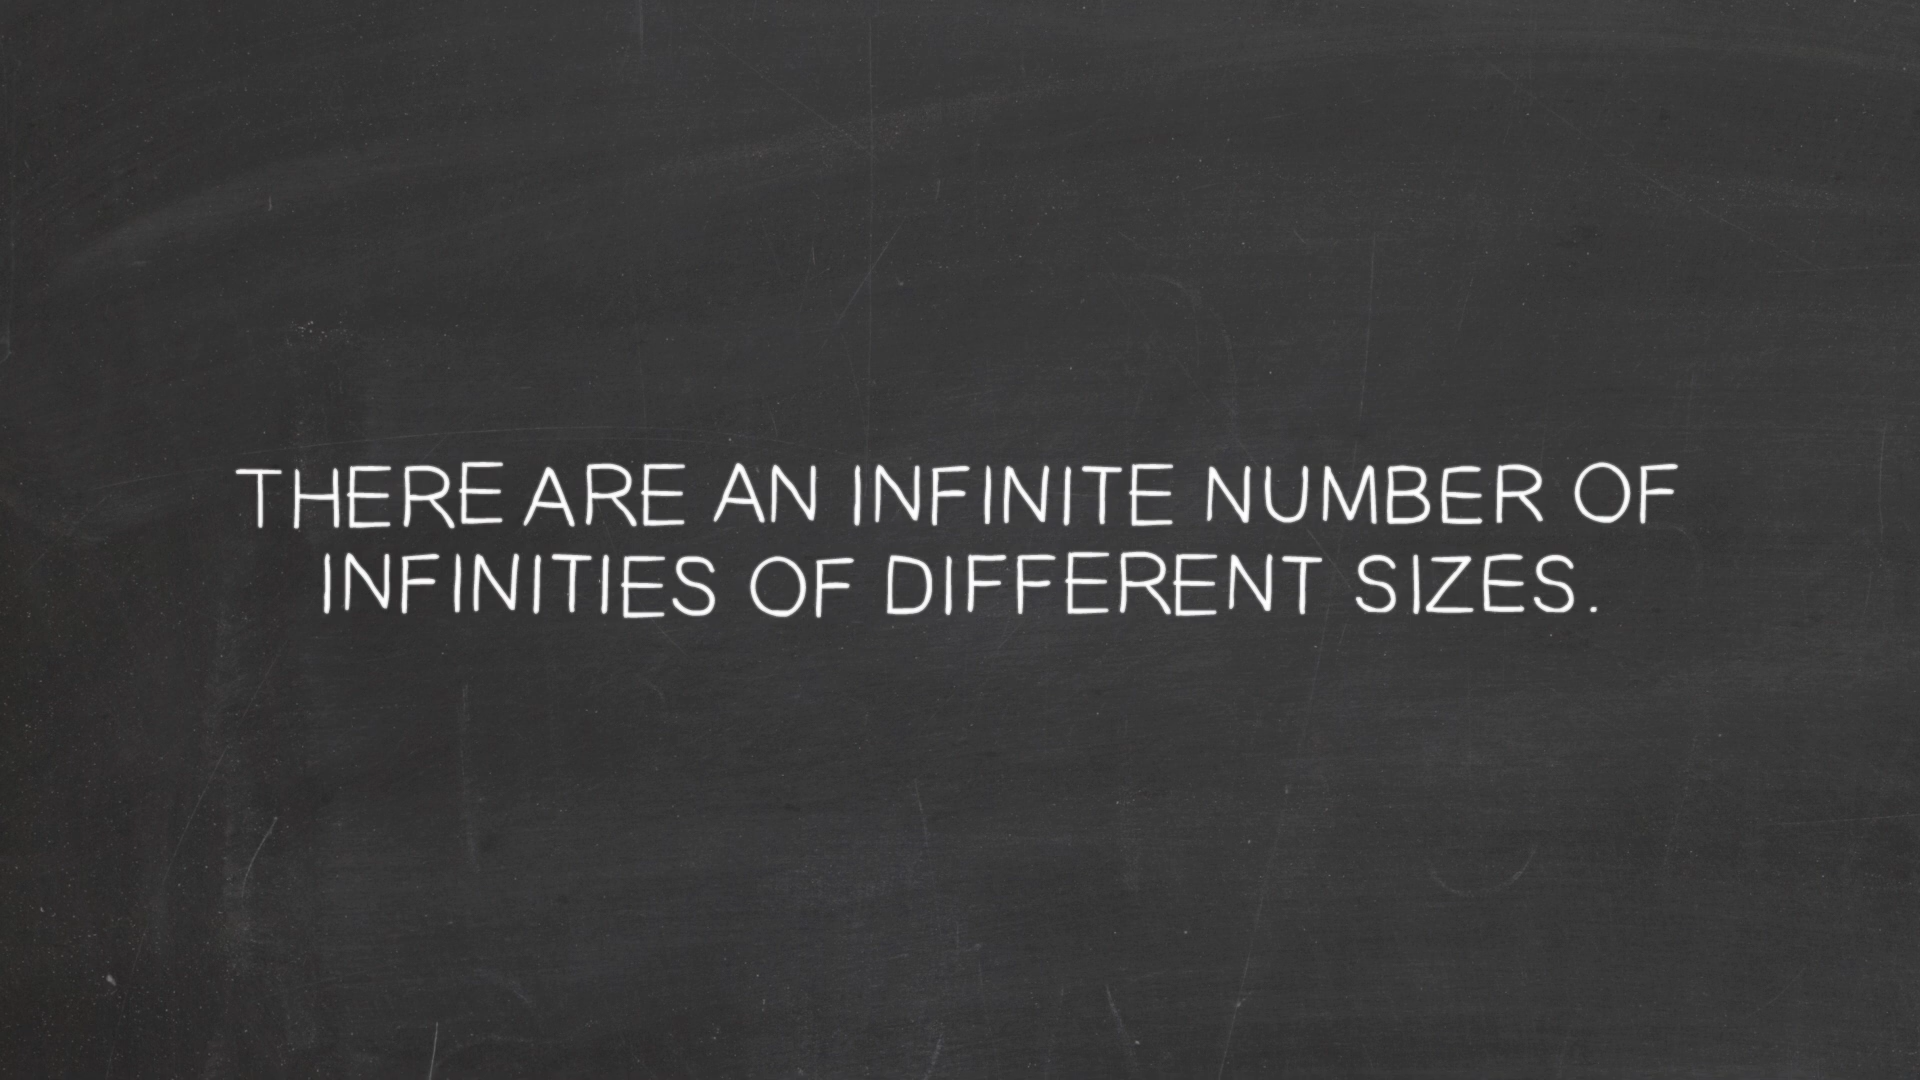 THERE ARE AN INFINITE NUMBER OF
INFINITIES OF DIFFERENT SIZES.